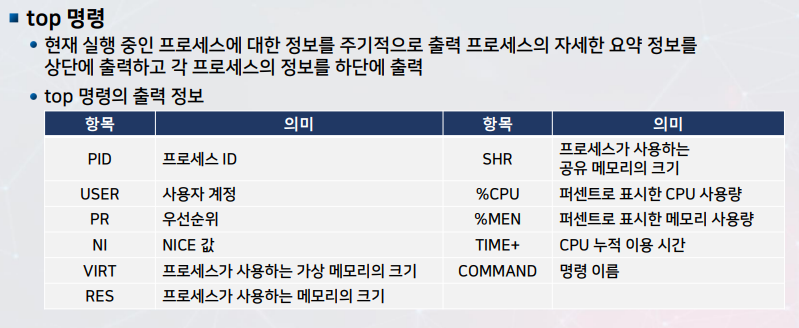 top 명령
현재 실행 중인 프로세스에 대한 정보를 주기적으로 출력 프로세스의 자세한 요약 정보를
상단에 출력하고 각 프로세스의 정보를 하단에 출력
top 명령의 출력 정보
항목 의미 항목 의미
PID 프로세스 ID SHR 프로세스가 사용하는
공유 메모리의 크기
USER 사용자 계정 %CPU 퍼센트로 표시한 CPU 사용량
PR 우선순위 %MEN 퍼센트로 표시한 메모리 사용량
NI NICE 값 TIME+ CPU 누적 이용 시간
VIRT 프로세스가 사용하는 가상 메모리의 크기 COMMAND 명령 이름
RES 프로세스가 사용하는 메모리의 크기